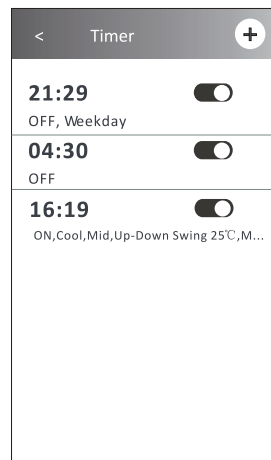 < Timer +
21:29
OFF, Weekday
04:30
OFF
16:19
ON,Cool,Mid,Up-Down Swing 25℃,M...